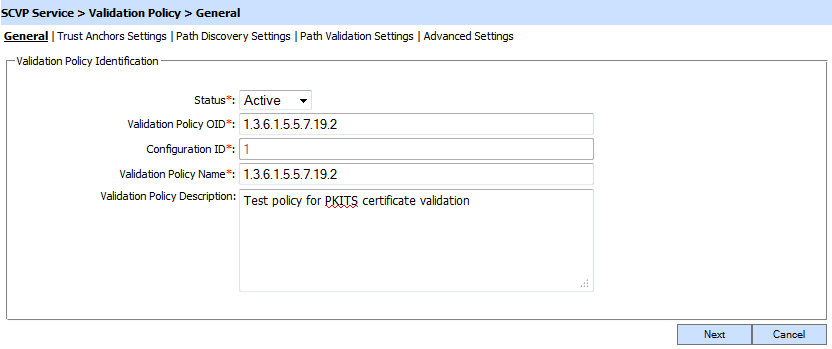 SCVP Service > Validation Policy > General
General | Trust Anchors Settings | Path Discovery Settings | Path Validation Settings | Advanced Settings
Validation Policy Identification
Status*: Active
Validation Policy OID*: 1.3.6.1.5.5.7.19.2
Configuration ID*: 1
Validation Policy Name*: 1.3.6.1.5.5.7.19.2
Validation Policy Description: Test policy for PKITS certificate validation
Next Cancel